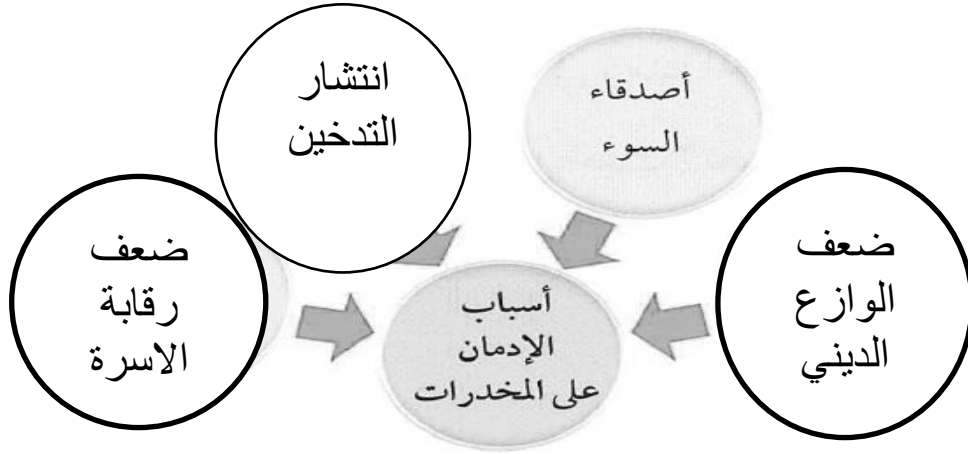 أصدقاء
السوء
انتشار
التدخين
ضعف
الوازع
الديني
ضعف
رقابة
الاسرة
أسباب
الإدمان
على المخدرات